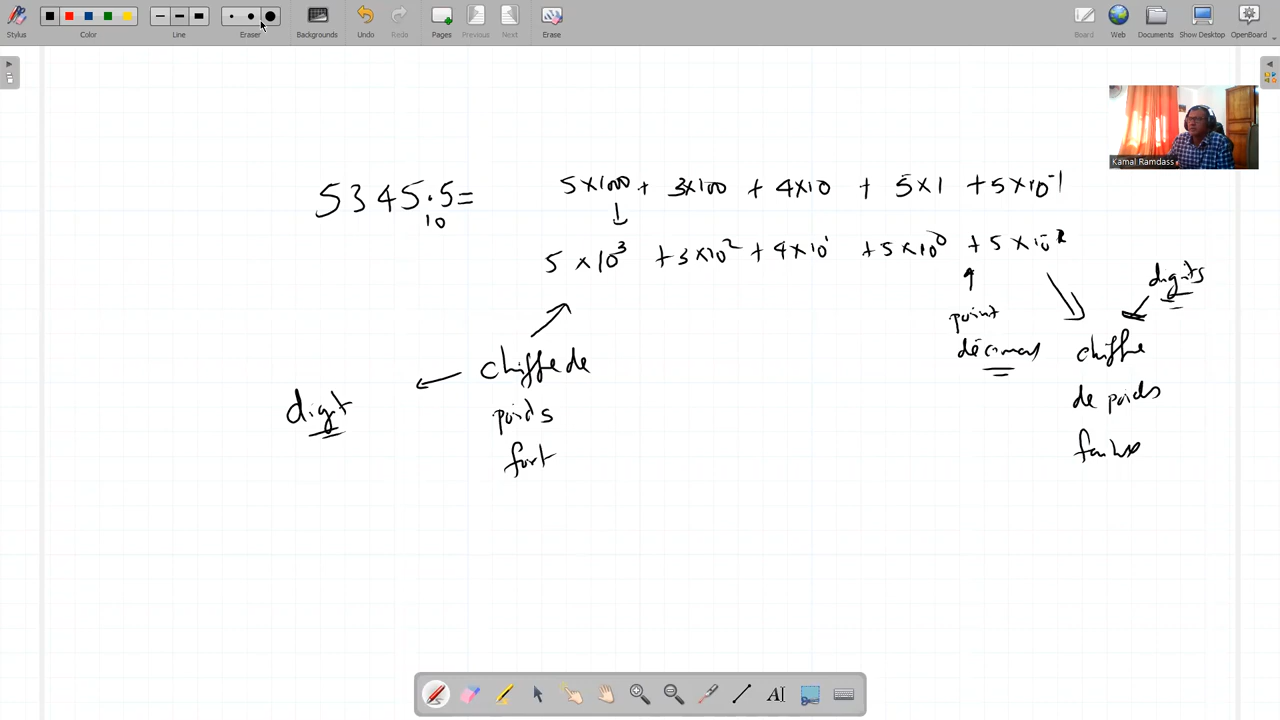 Stylus
Color
Line
Eraser
Backgrounds
Undo
Redo
Pages
Previous
Next
Erase
Board
Web
Documents
Show Desktop
OpenBoard
Kamal Ramdass
5345.5 =
10
5×1000 + 3×100 + 4×10 + 5×1 +5×10⁻¹
5 ×10³ +3×10² + 4×10¹ +5×10⁰ +5×10⁻¹
digits
point
décimal
chiffre
de poids
faible
chiffre de
poids
fort
digit
AI